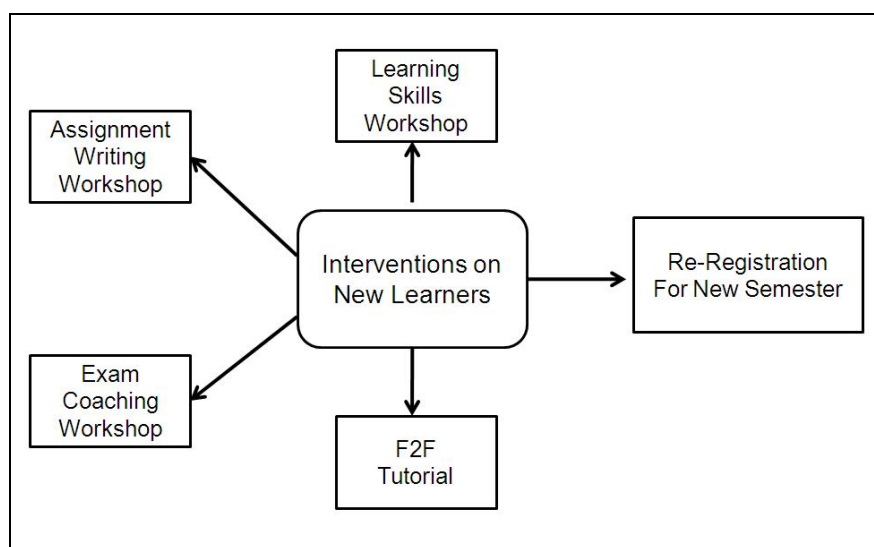 Learning
Skills
Workshop
Assignment
Writing
Workshop
Interventions on
New Learners
Re-Registration
For New Semester
Exam
Coaching
Workshop
F2F
Tutorial